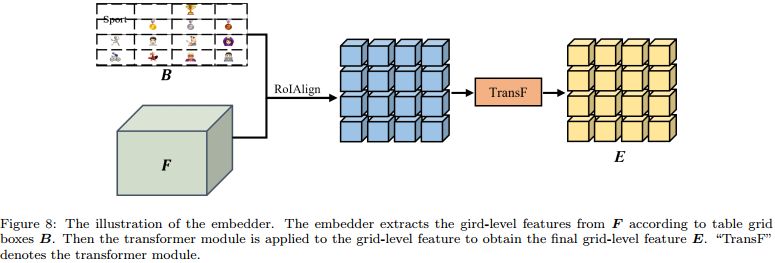 Sport
B
RoIAlign
F
TransF
E
Figure 8: The illustration of the embedder. The embedder extracts the gird-level features from F according to table grid
boxes B. Then the transformer module is applied to the grid-level feature to obtain the final grid-level feature E. “TransF”
denotes the transformer module.